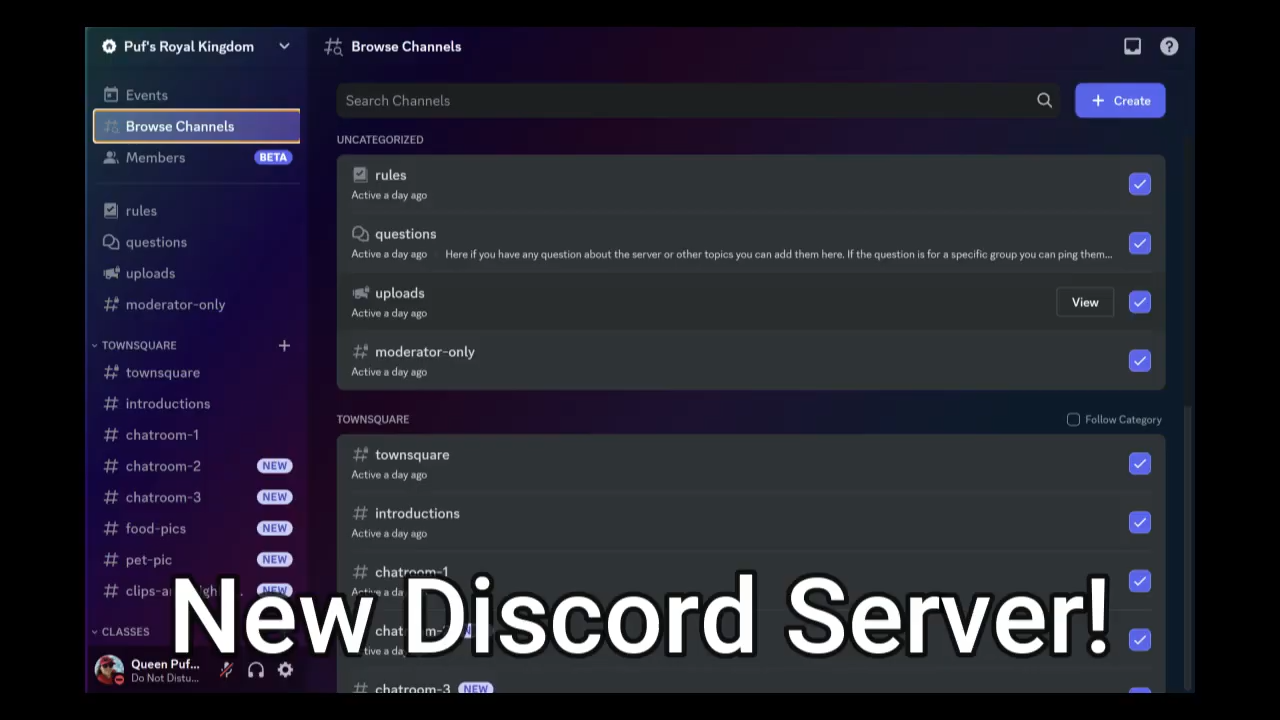 Puf's Royal Kingdom
Events
Browse Channels
Members BETA
rules
questions
uploads
moderator-only
TOWNSQUARE
townsquare
introductions
chatroom-1
chatroom-2 NEW
chatroom-3 NEW
food-pics NEW
pet-pic NEW
CLASSES
Queen Puf...
Do Not Distu...
Browse Channels
Search Channels
+ Create
UNCATEGORIZED
rules
Active a day ago
questions
Active a day ago Here if you have any question about the server or other topics you can add them here. If the question is for a specific group you can ping them...
uploads
Active a day ago
View
moderator-only
Active a day ago
TOWNSQUARE
Follow Category
townsquare
Active a day ago
introductions
Active a day ago
chatroom-1
chatroom-3 NEW
New Discord Server!